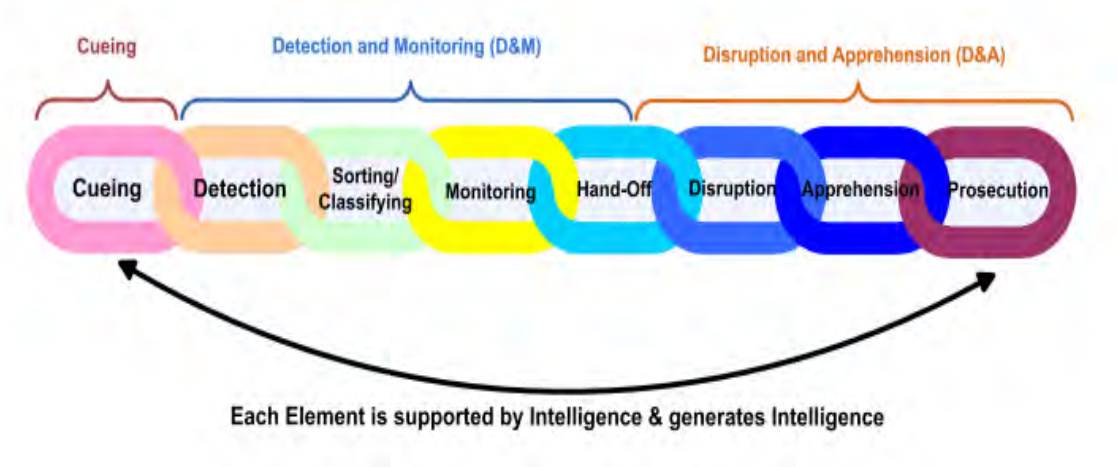 Cueing
Detection and Monitoring (D&M)
Disruption and Apprehension (D&A)
Cueing
Detection
Sorting/
Classifying
Monitoring
Hand-Off
Disruption
Apprehension
Prosecution
Each Element is supported by Intelligence & generates Intelligence